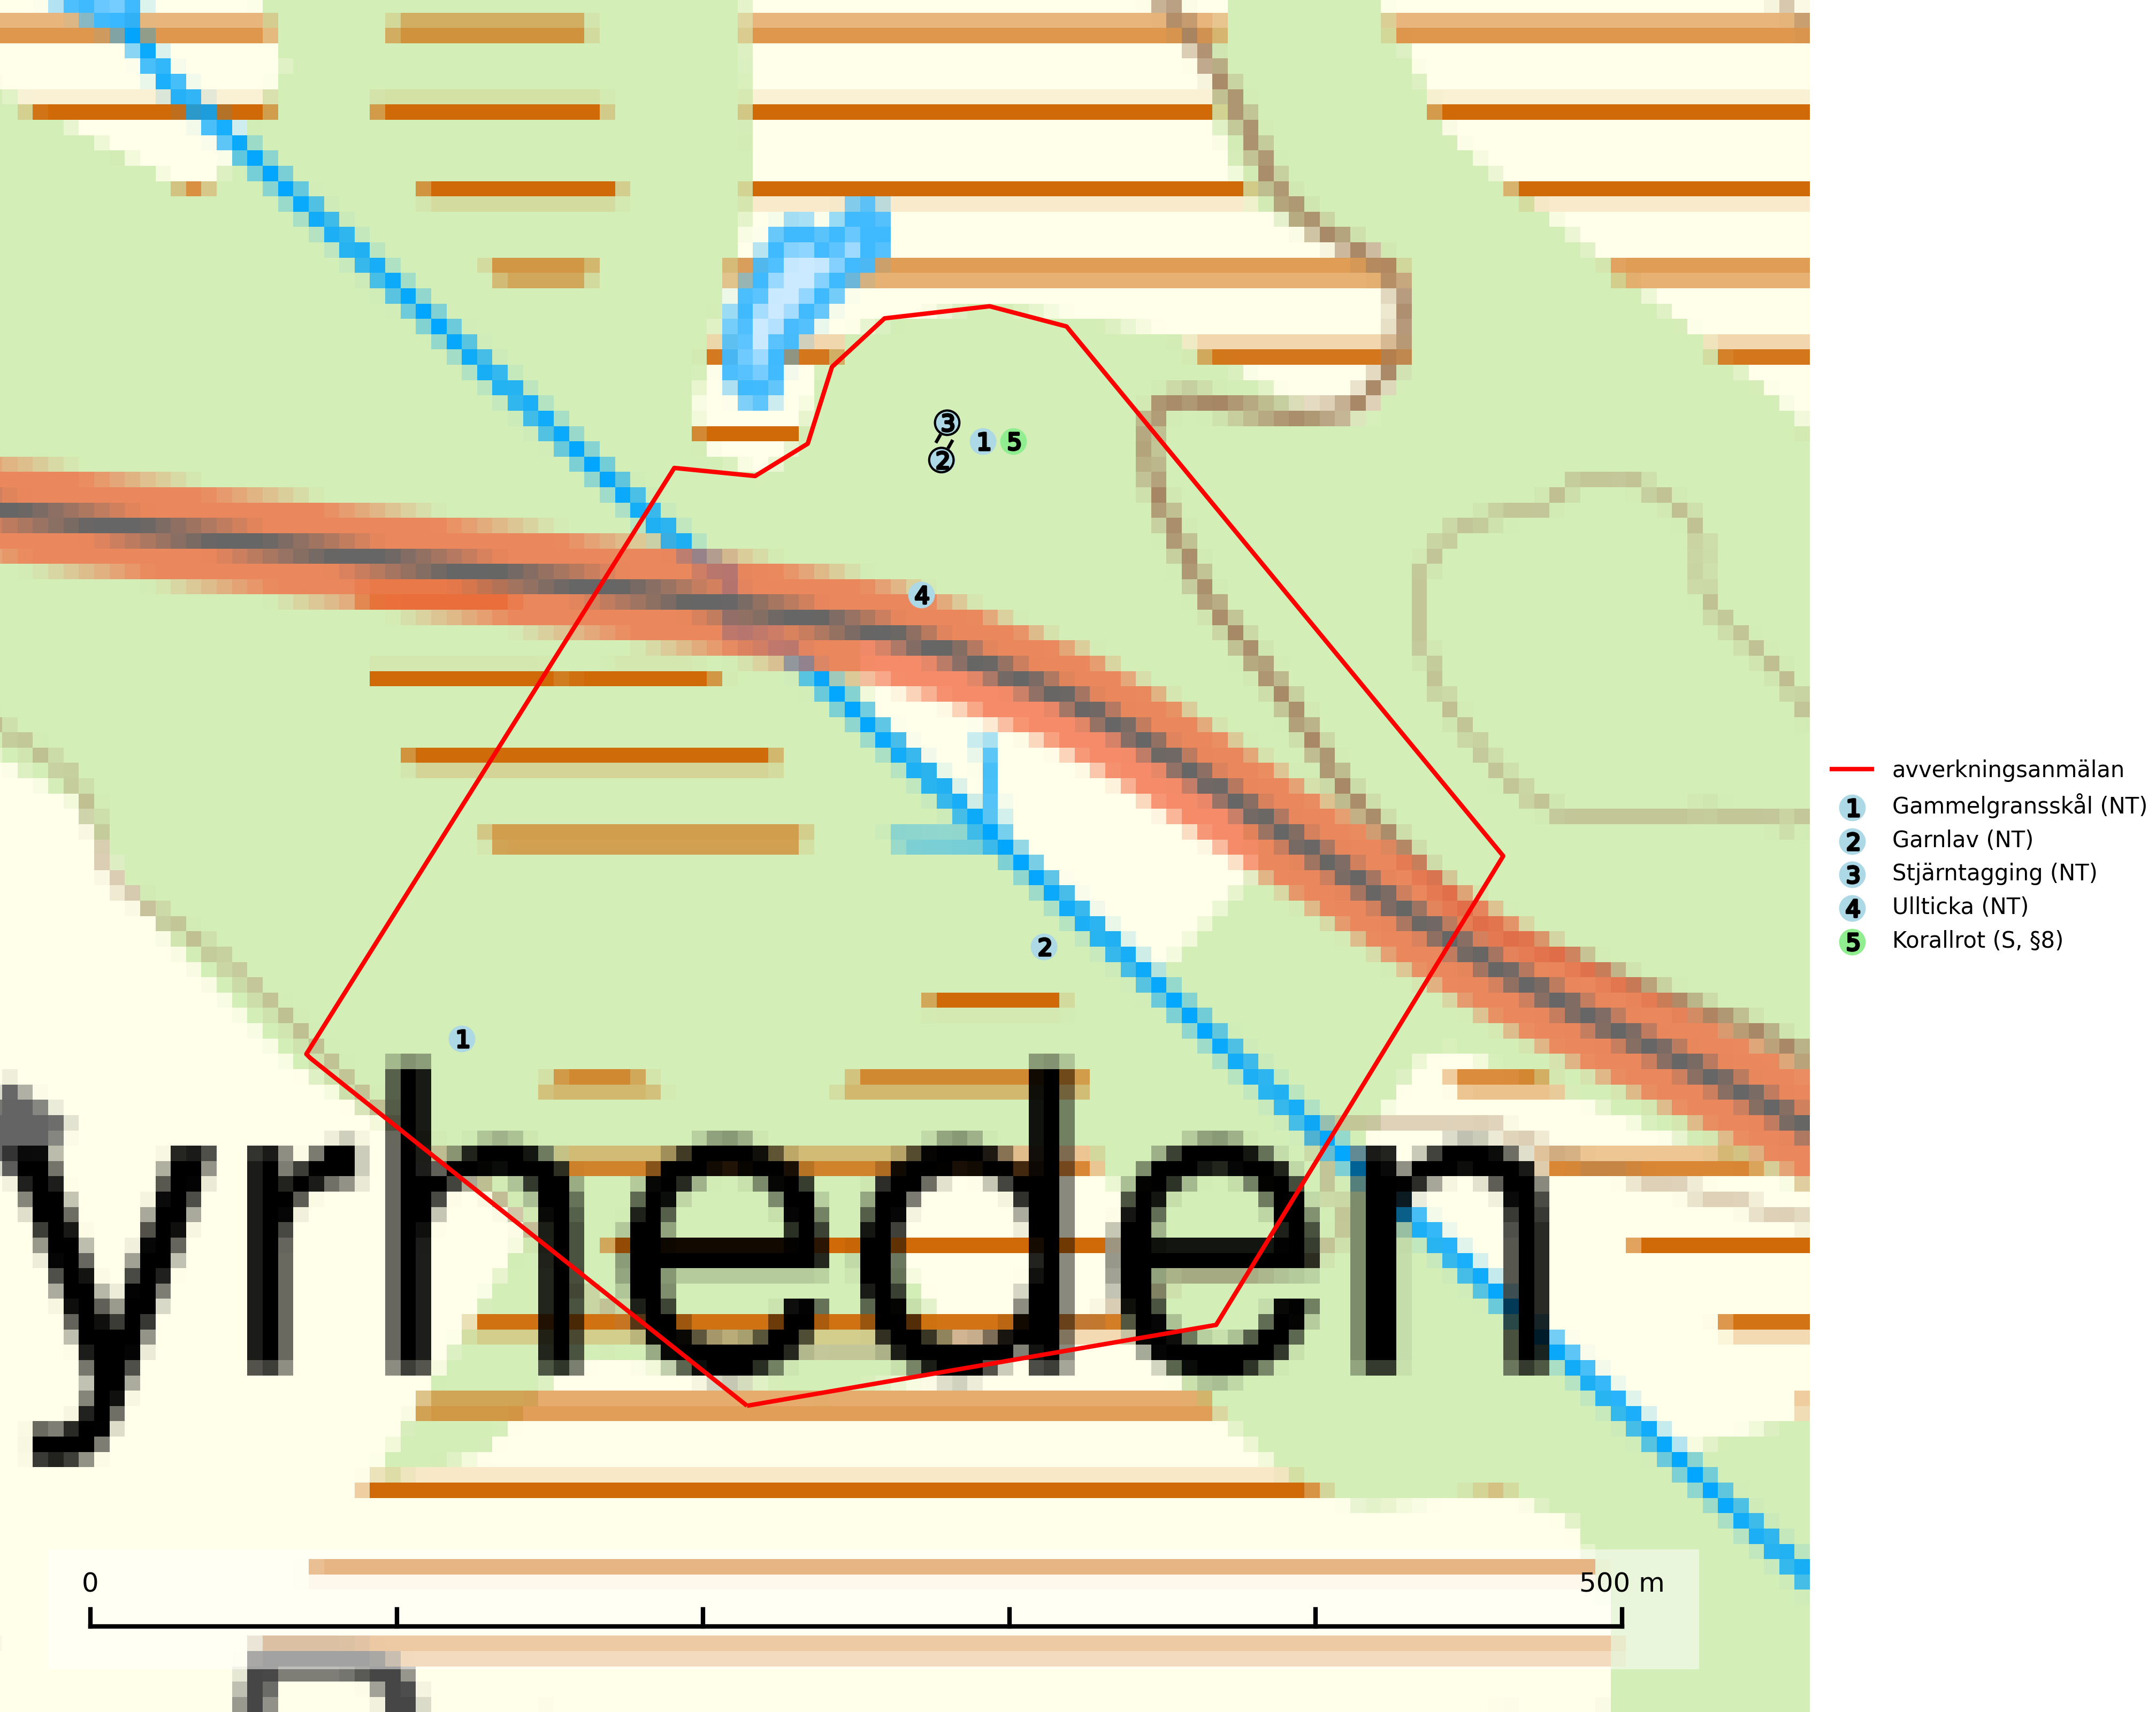 3
1 5
2
4
2
1
yrheden
0 500 m
avverkningsanmälan
1 Gammelgransskål (NT)
2 Garnlav (NT)
3 Stjärntagging (NT)
4 Ullticka (NT)
5 Korallrot (S, §8)